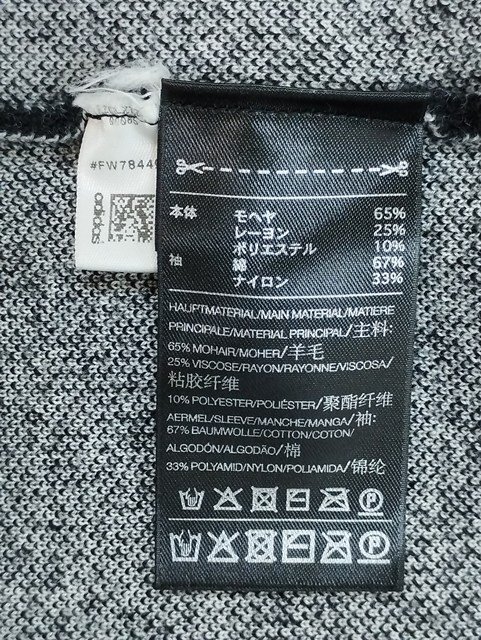 #FW7844
adidas
本体 モヘヤ 65%
レーヨン 25%
ポリエステル 10%
袖 綿 67%
ナイロン 33%
HAUPTMATERIAL/MAIN MATERIAL/MATIERE
PRINCIPALE/MATERIAL PRINCIPAL/主料:
65% MOHAIR/MOHER/羊毛
25% VISCOSE/RAYON/RAYONNE/VISCOSA/
粘胶纤维
10% POLYESTER/POLIÉSTER/聚酯纤维
AERMEL/SLEEVE/MANCHE/MANGA/袖:
67% BAUMWOLLE/COTTON/COTON/
ALGODÓN/ALGODÃO/棉
33% POLYAMID/NYLON/POLIAMIDA/锦纶